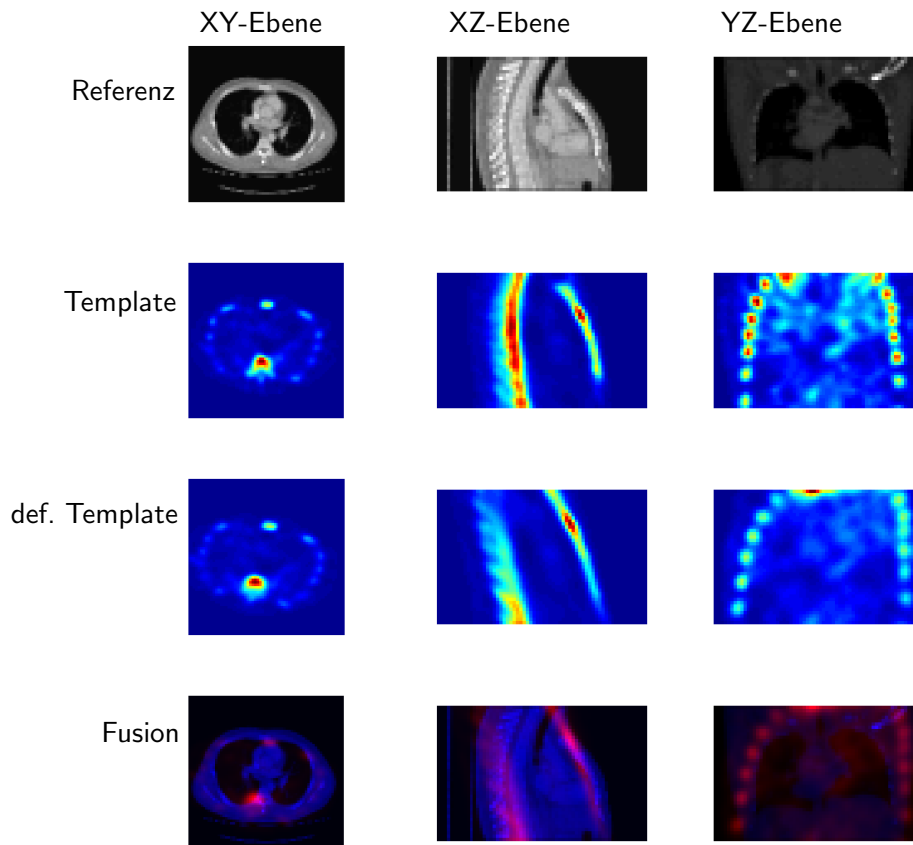 XY-Ebene XZ-Ebene YZ-Ebene
Referenz
Template
def. Template
Fusion